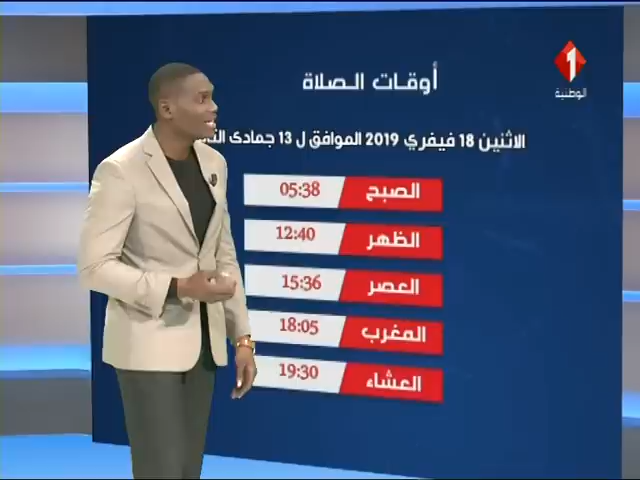 1
الوطنية
أوقات الصلاة
الاثنين 18 فيفري 2019 الموافق ل 13 جمادى
الصبح 05:38
الظهر 12:40
العصر 15:36
المغرب 18:05
العشاء 19:30